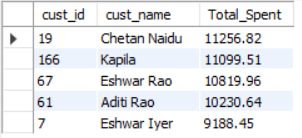 cust_id cust_name Total_Spent
19 Chetan Naidu 11256.82
166 Kapila 11099.51
67 Eshwar Rao 10819.96
61 Aditi Rao 10230.64
7 Eshwar Iyer 9188.45